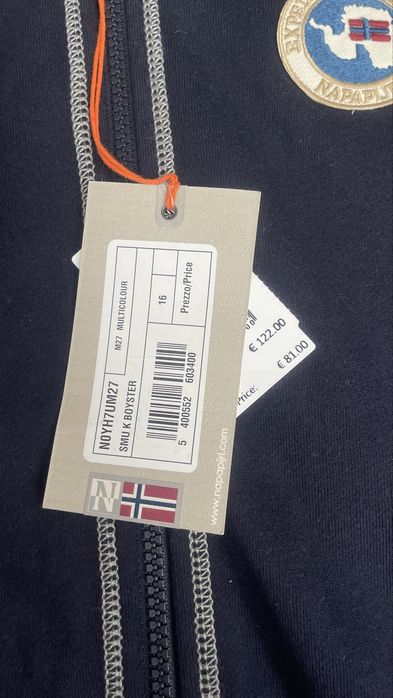 EXPE
NAPAPIJRI
N0YH7UM27
SMU K BOYSTER
M27 MULTICOLOUR
16
Prezzo/Price
5 400552 603400
www.napapijri.com
€ 122.00
€ 81.00
Price: